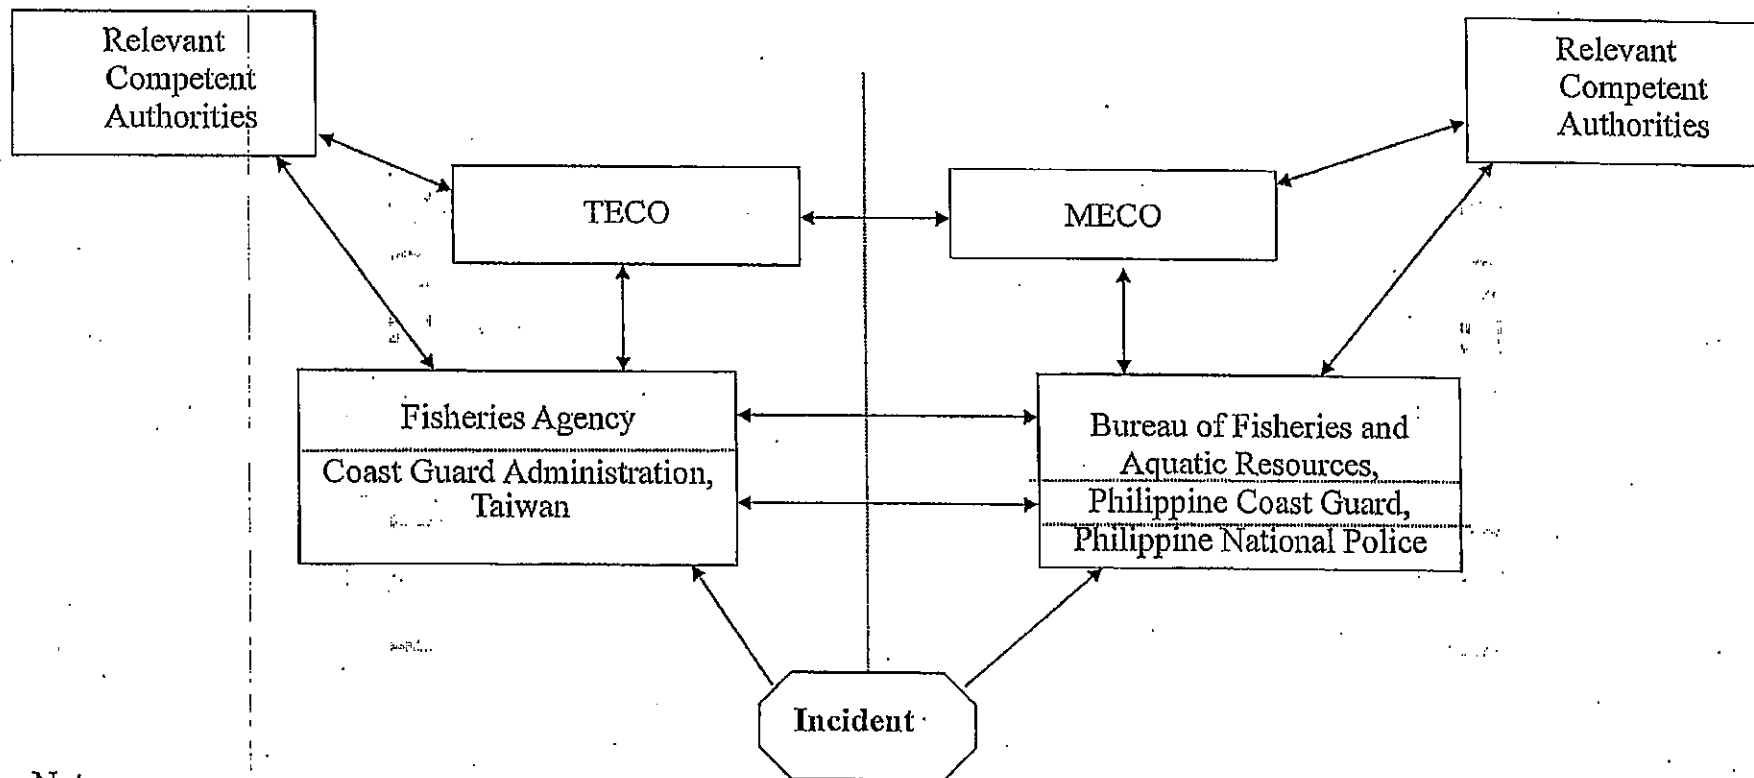 Relevant
Competent
Authorities
Relevant
Competent
Authorities
TECO
MECO
Fisheries Agency
Coast Guard Administration,
Taiwan
Bureau of Fisheries and
Aquatic Resources,
Philippine Coast Guard,
Philippine National Police
Incident